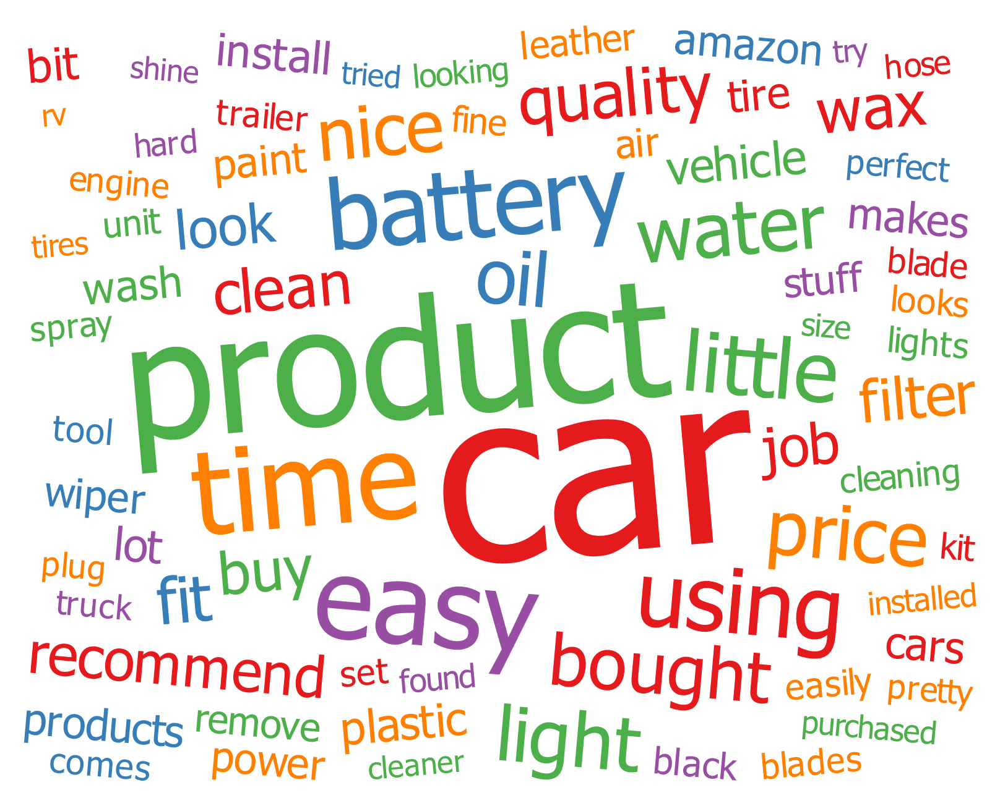 bit
shine
install
tried
looking
leather
amazon
try
hose
rv
trailer
nice
fine
quality
tire
wax
hard
paint
air
vehicle
perfect
engine
unit
look
battery
water
makes
tires
wash
clean
oil
stuff
blade
looks
spray
product
little
size
lights
filter
tool
time
car
job
cleaning
wiper
lot
price
kit
plug
buy
truck
fit
easy
using
installed
recommend
set
found
bought
cars
easily
pretty
products
remove
plastic
light
purchased
comes
power
cleaner
black
blades